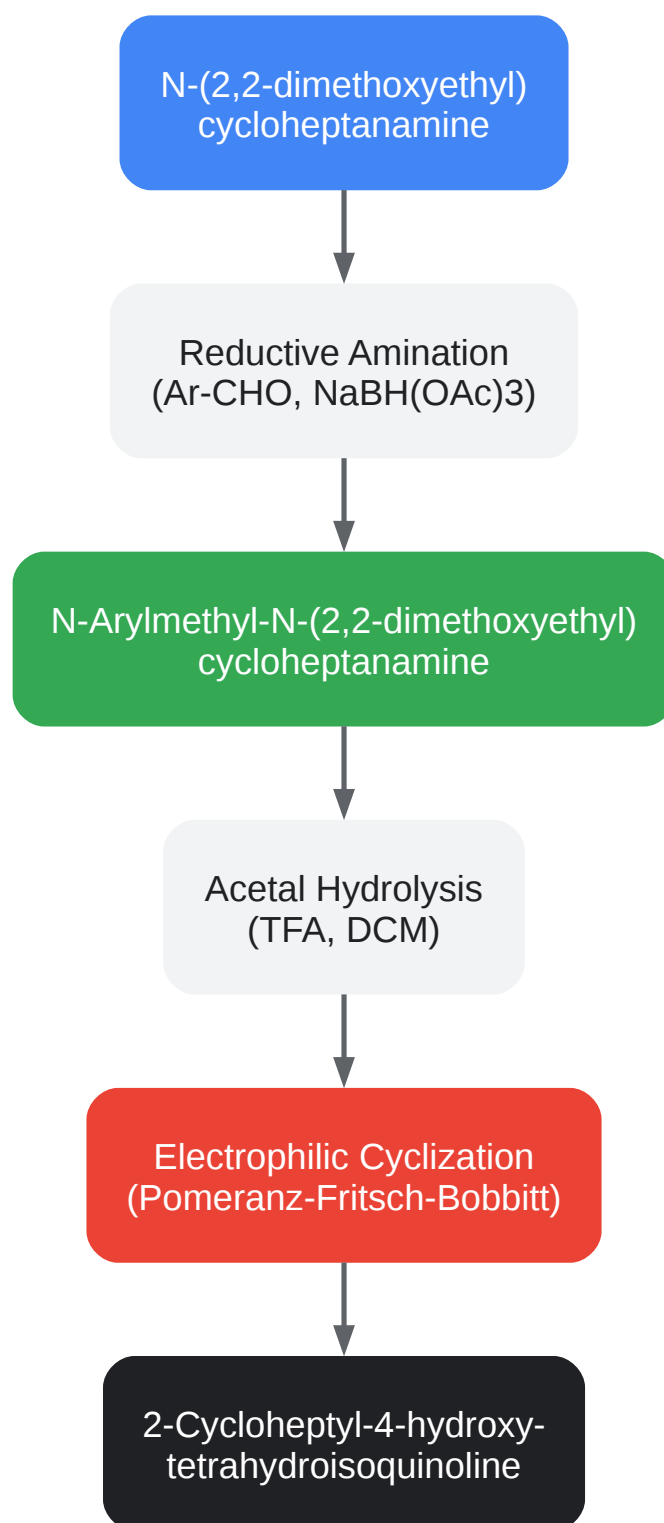 N-(2,2-dimethoxyethyl)
cycloheptanamine
Reductive Amination
(Ar-CHO, NaBH(OAc)3)
N-Arylmethyl-N-(2,2-dimethoxyethyl)
cycloheptanamine
Acetal Hydrolysis
(TFA, DCM)
Electrophilic Cyclization
(Pomeranz-Fritsch-Bobbitt)
2-Cycloheptyl-4-hydroxy-
tetrahydroisoquinoline